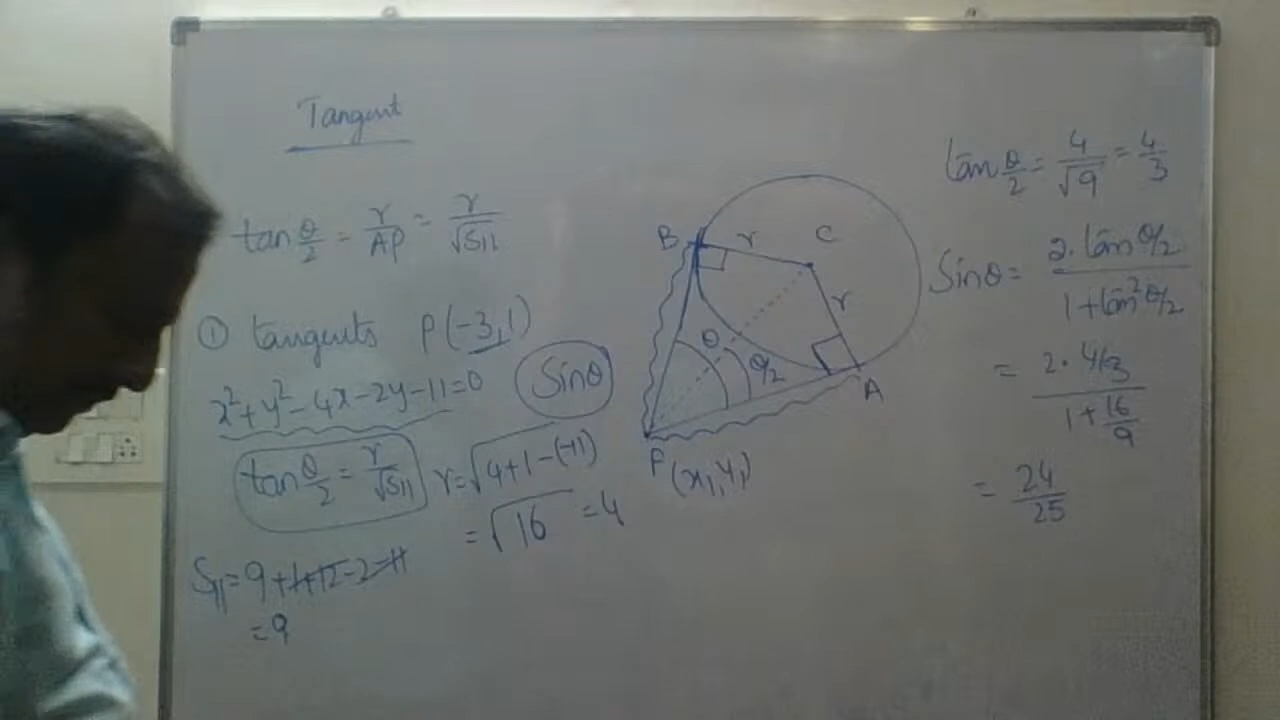 Tangent
tan θ/2 = r/AP = r/√S11
① tangents P(-3,1)
x²+y²-4x-2y-11=0
Sinθ
tan θ/2 = r/√S11
r=√4+1-(-11)
=√16 =4
S11=9+1+12-2-11
=9
B
r
C
r
θ
θ/2
A
P(x1,y1)
tan θ/2 = 4/√9 = 4/3
Sinθ= 2.tan θ/2 / 1+tan²θ/2
= 2.4/3 / 1+16/9
= 24/25